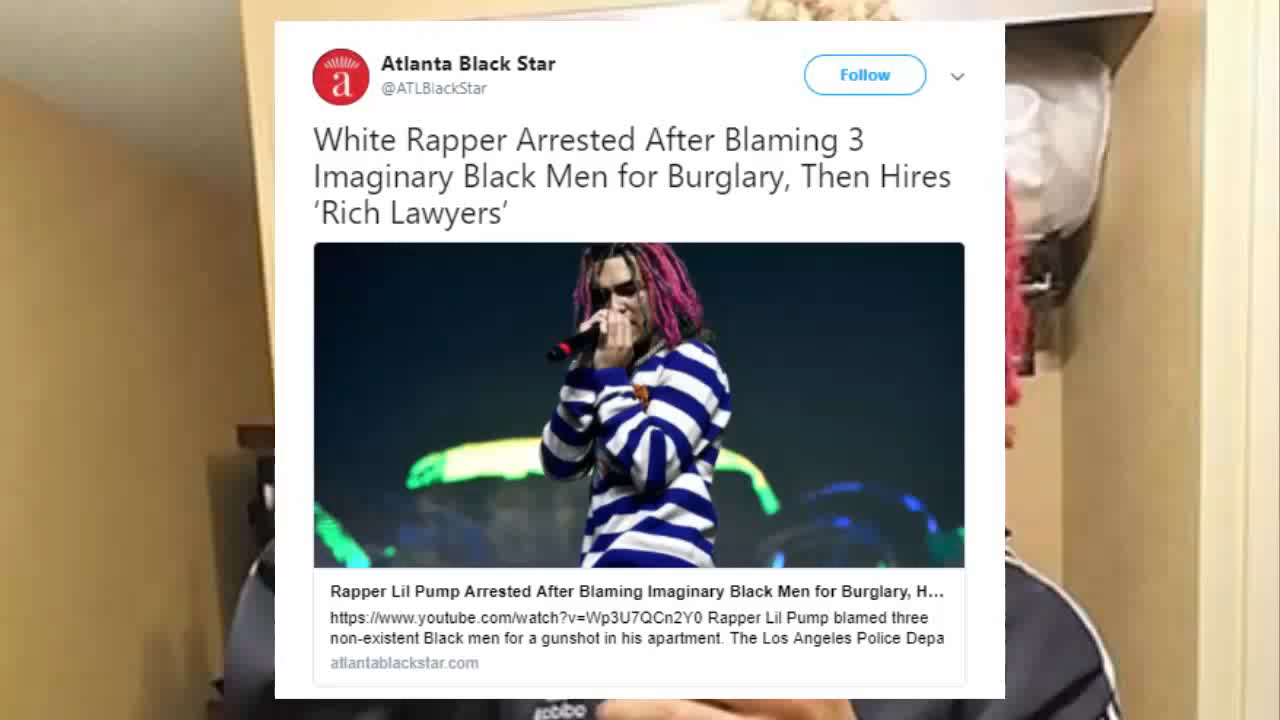 Atlanta Black Star
@ATLBlackStar
Follow
White Rapper Arrested After Blaming 3
Imaginary Black Men for Burglary, Then Hires
‘Rich Lawyers’
Rapper Lil Pump Arrested After Blaming Imaginary Black Men for Burglary, H...
https://www.youtube.com/watch?v=Wp3U7QCn2Y0 Rapper Lil Pump blamed three
non-existent Black men for a gunshot in his apartment. The Los Angeles Police Depa
atlantablackstar.com